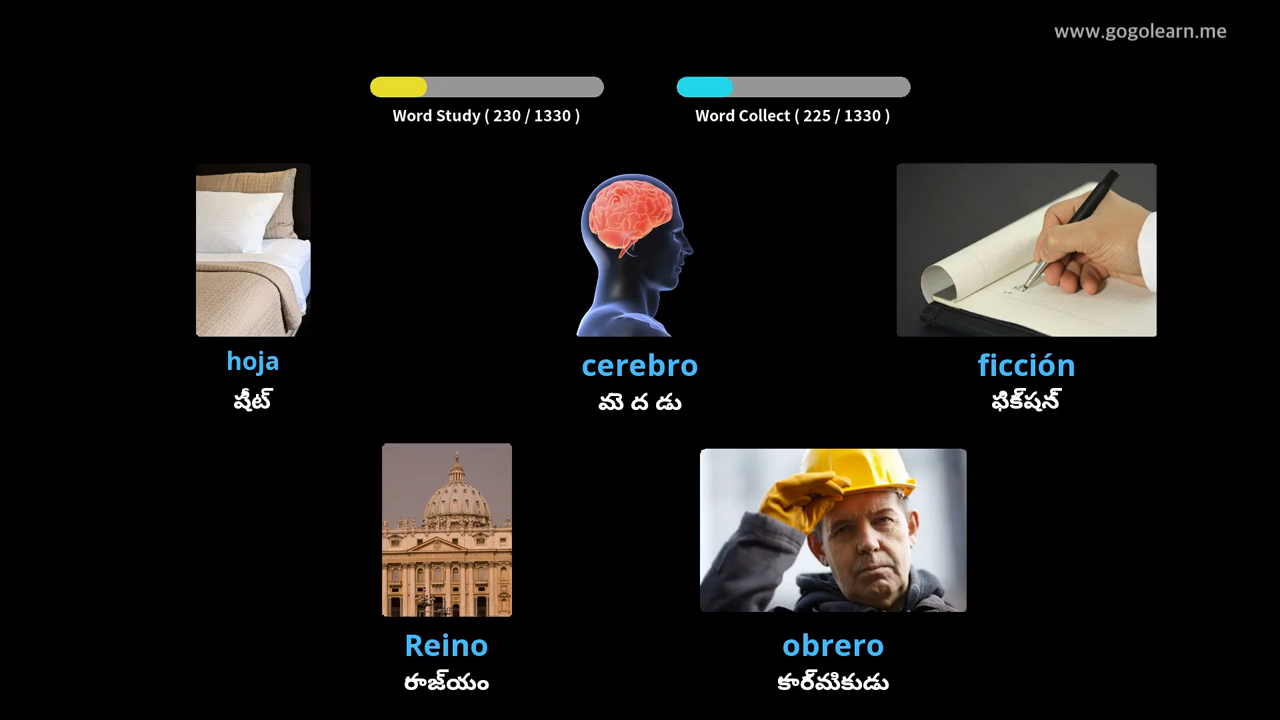 www.gogolearn.me
Word Study ( 230 / 1330 )
Word Collect ( 225 / 1330 )
hoja
షీట్
cerebro
మె ద డు
ficción
ఫిక్‌షన్
Reino
రాజ్‌యం
obrero
కార్‌మికుడు